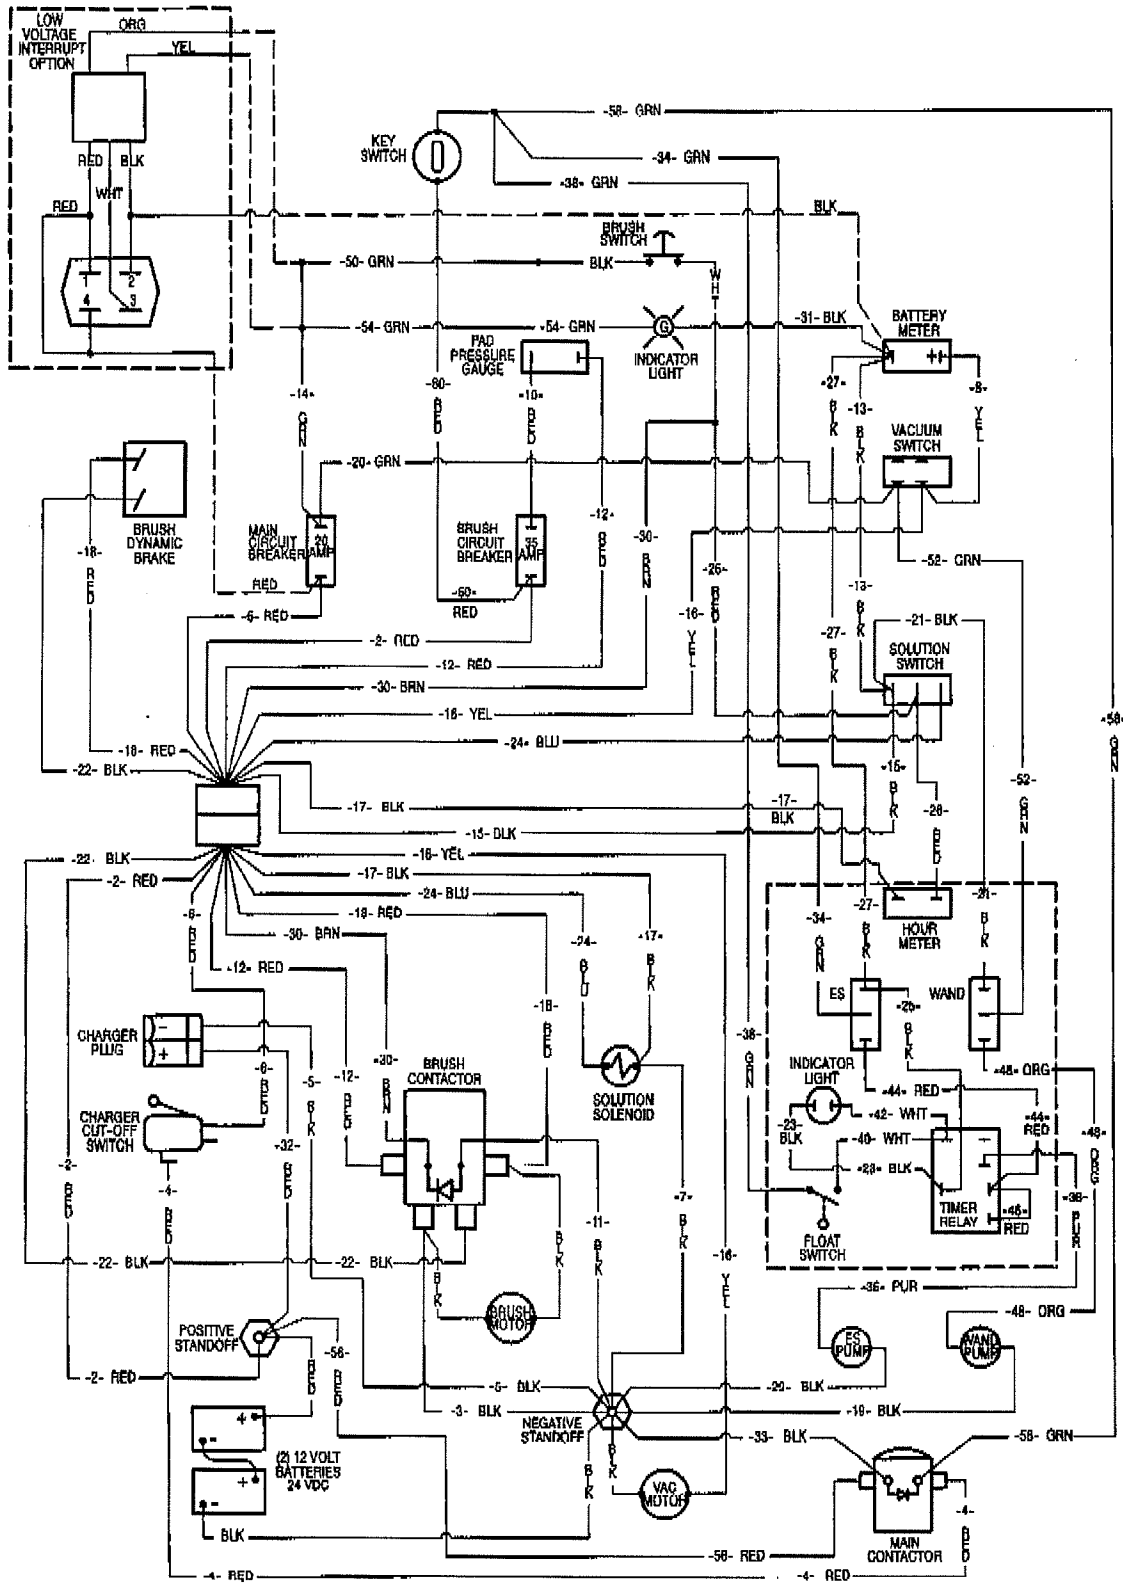 LOW
VOLTAGE
INTERRUPT
OPTION
ORG
YEL
RED
BLK
WHT
RED
1
2
4
3
KEY
SWITCH
-58- GRN
-34- GRN
-38- GRN
BLK
BRUSH
SWITCH
-50- GRN
BLK
WHT
-54- GRN
-54- GRN
G
INDICATOR
LIGHT
-31- BLK
BATTERY
METER
PAD
PRESSURE
GAUGE
-14-
GRN
-60-
RED
-10-
RED
-27-
BLK
-13-
BLK
-8-
YEL
VACUUM
SWITCH
-20- GRN
BRUSH
DYNAMIC
BRAKE
MAIN
CIRCUIT
BREAKER
20
AMP
BRUSH
CIRCUIT
BREAKER
35
AMP
-12-
RED
-30-
BRN
-26-
RED
-16-
YEL
-52- GRN
-18-
RED
RED
-60-
RED
-13-
BLK
-6- RED
-2- RED
-27-
BLK
-21- BLK
SOLUTION
SWITCH
-12- RED
-30- BRN
-16- YEL
-24- BLU
-18- RED
-22- BLK
-58-
GRN
-15-
BLK
-52-
GRN
-17- BLK
-17-
BLK
-26-
RED
-15- BLK
-22- BLK
-2- RED
-16- YEL
-17- BLK
-24- BLU
-18- RED
-30- BRN
-12- RED
-6-
RED
-24-
BLU
-17-
BLK
-34-
GRN
-27-
BLK
HOUR
METER
-21-
BLK
ES
WAND
-25-
BLK
CHARGER
PLUG
-
+
-6-
RED
-5-
BLK
-12-
RED
-30-
BRN
-18-
RED
BRUSH
CONTACTOR
SOLUTION
SOLENOID
-38-
GRN
INDICATOR
LIGHT
-44- RED
-48- ORG
-44-
RED
-42- WHT
-40- WHT
-23-
BLK
-23- BLK
TIMER
RELAY
-46-
RED
-48-
ORG
-36-
PUR
FLOAT
SWITCH
CHARGER
CUT-OFF
SWITCH
-32-
RED
-2-
RED
-4-
RED
-22- BLK
-22- BLK
BLK
BLK
-11-
BLK
-7-
BLK
-16-
YEL
BRUSH
MOTOR
-36- PUR
-48- ORG
ES
PUMP
WAND
PUMP
POSITIVE
STANDOFF
-2- RED
RED
-56-
RED
-5- BLK
-3- BLK
NEGATIVE
STANDOFF
-29- BLK
-19- BLK
-33- BLK
-58- GRN
+
-
(2) 12 VOLT
BATTERIES
24 VDC
+
-
BLK
BLK
BLK
VAC
MOTOR
MAIN
CONTACTOR
-4-
RED
-56- RED
-4- RED
-4- RED